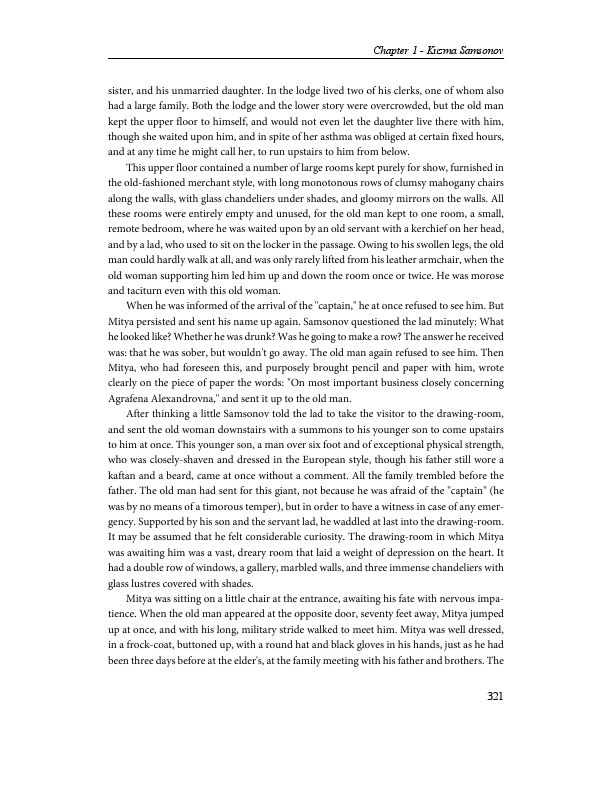 Chapter 1 - Kuzma Samsonov
sister, and his unmarried daughter. In the lodge lived two of his clerks, one of whom also
had a large family. Both the lodge and the lower story were overcrowded, but the old man
kept the upper floor to himself, and would not even let the daughter live there with him,
though she waited upon him, and in spite of her asthma was obliged at certain fixed hours,
and at any time he might call her, to run upstairs to him from below.
This upper floor contained a number of large rooms kept purely for show, furnished in
the old-fashioned merchant style, with long monotonous rows of clumsy mahogany chairs
along the walls, with glass chandeliers under shades, and gloomy mirrors on the walls. All
these rooms were entirely empty and unused, for the old man kept to one room, a small,
remote bedroom, where he was waited upon by an old servant with a kerchief on her head,
and by a lad, who used to sit on the locker in the passage. Owing to his swollen legs, the old
man could hardly walk at all, and was only rarely lifted from his leather armchair, when the
old woman supporting him led him up and down the room once or twice. He was morose
and taciturn even with this old woman.
When he was informed of the arrival of the "captain," he at once refused to see him. But
Mitya persisted and sent his name up again. Samsonov questioned the lad minutely: What
he looked like? Whether he was drunk? Was he going to make a row? The answer he received
was: that he was sober, but wouldn't go away. The old man again refused to see him. Then
Mitya, who had foreseen this, and purposely brought pencil and paper with him, wrote
clearly on the piece of paper the words: "On most important business closely concerning
Agrafena Alexandrovna," and sent it up to the old man.
After thinking a little Samsonov told the lad to take the visitor to the drawing-room,
and sent the old woman downstairs with a summons to his younger son to come upstairs
to him at once. This younger son, a man over six foot and of exceptional physical strength,
who was closely-shaven and dressed in the European style, though his father still wore a
kaftan and a beard, came at once without a comment. All the family trembled before the
father. The old man had sent for this giant, not because he was afraid of the "captain" (he
was by no means of a timorous temper), but in order to have a witness in case of any emer-
gency. Supported by his son and the servant lad, he waddled at last into the drawing-room.
It may be assumed that he felt considerable curiosity. The drawing-room in which Mitya
was awaiting him was a vast, dreary room that laid a weight of depression on the heart. It
had a double row of windows, a gallery, marbled walls, and three immense chandeliers with
glass lustres covered with shades.
Mitya was sitting on a little chair at the entrance, awaiting his fate with nervous impa-
tience. When the old man appeared at the opposite door, seventy feet away, Mitya jumped
up at once, and with his long, military stride walked to meet him. Mitya was well dressed,
in a frock-coat, buttoned up, with a round hat and black gloves in his hands, just as he had
been three days before at the elder's, at the family meeting with his father and brothers. The
321